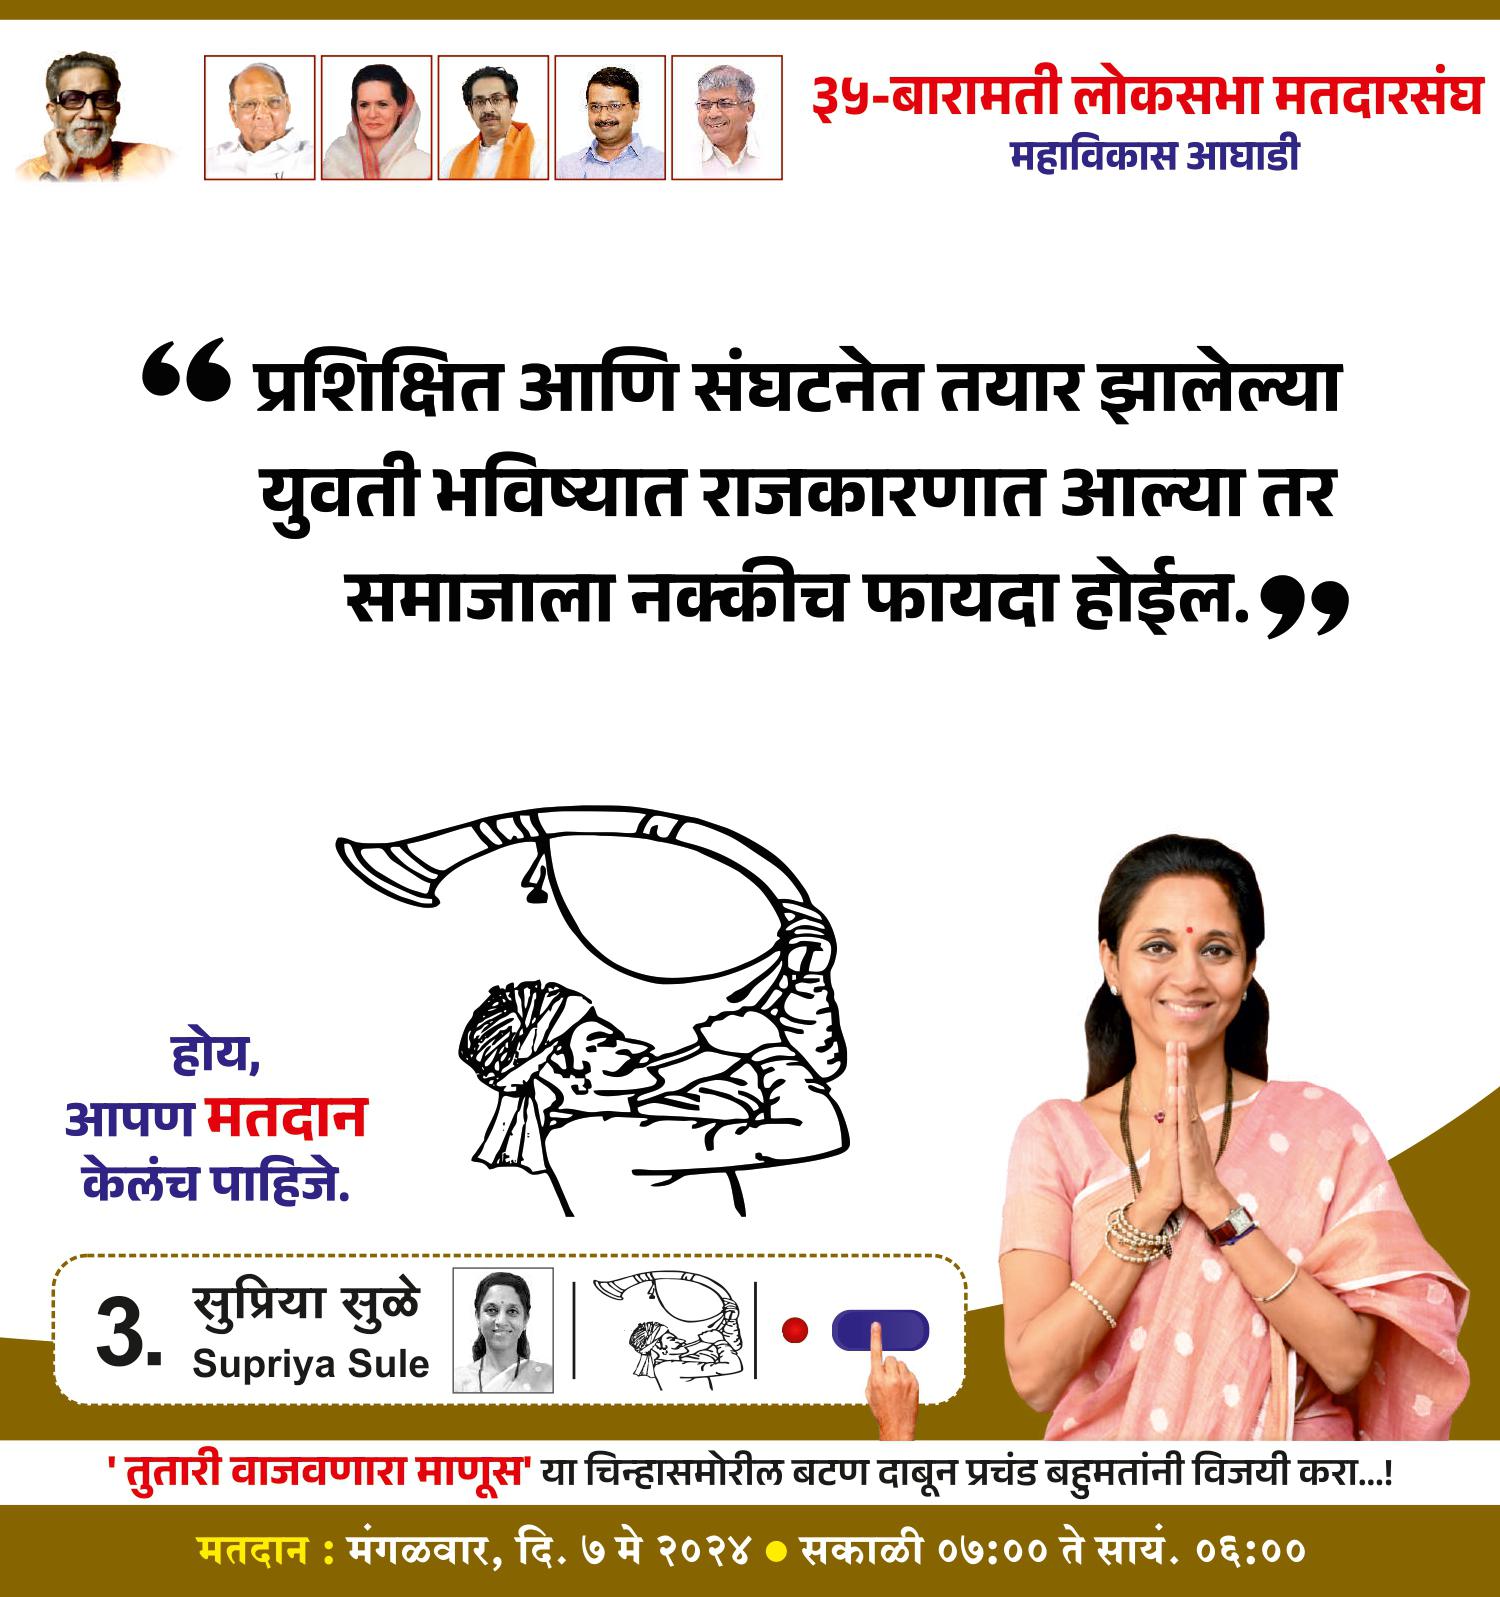 ३५-बारामती लोकसभा मतदारसंघ
महाविकास आघाडी
“ प्रशिक्षित आणि संघटनेत तयार झालेल्या
युवती भविष्यात राजकारणात आल्या तर
समाजाला नक्कीच फायदा होईल.”
होय,
आपण मतदान
केलंच पाहिजे.
3. सुप्रिया सुळे
Supriya Sule
' तुतारी वाजवणारा माणूस' या चिन्हासमोरील बटण दाबून प्रचंड बहुमतांनी विजयी करा...!
मतदान : मंगळवार, दि. ७ मे २०२४ ● सकाळी ०७:०० ते सायं. ०६:००